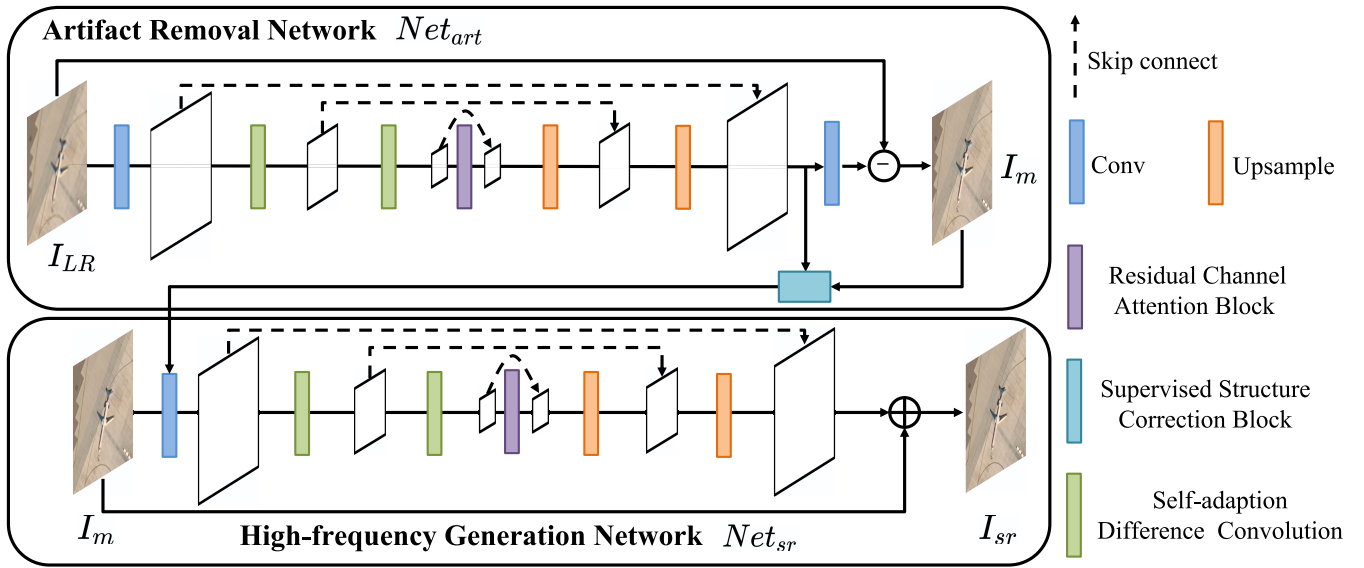 Artifact Removal Network Net_art
Skip connect
I_LR
−
I_m
Conv
Upsample
Residual Channel
Attention Block
Supervised Structure
Correction Block
I_m
High-frequency Generation Network Net_sr
I_sr
Self-adaption
Difference Convolution